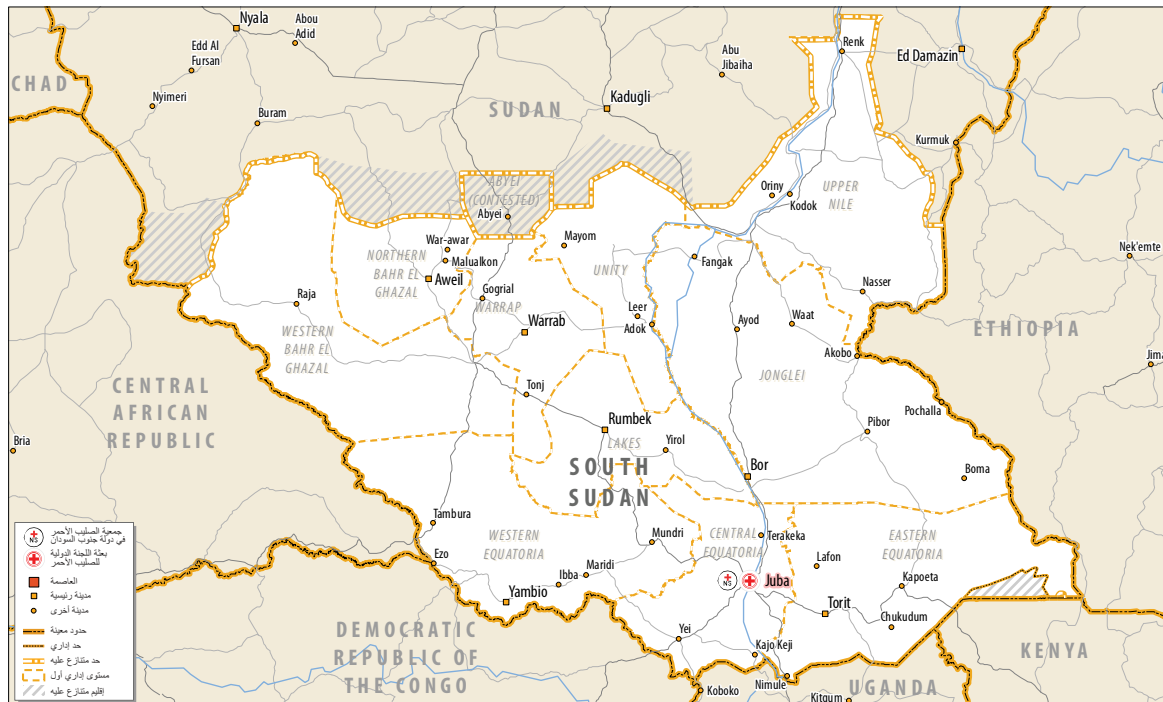 Nyala
Abou
Adid
Edd Al
Fursan
CHAD
Nyimeri
Buram
SUDAN
Kadugli
Abu
Jibaiha
Renk
Ed Damazin
Kurmuk
ABYEI
(CONTESTED)
Abyei
Oriny
Kodok
UPPER
NILE
War-awar
Malualkon
Aweil
NORTHERN
BAHR EL
GHAZAL
Mayom
UNITY
Fangak
Nek'emte
Raja
Gogrial
WARRAP
Warrab
Leer
Adok
Nasser
Ayod
Waat
ETHIOPIA
WESTERN
BAHR EL
GHAZAL
Akobo
Jima
CENTRAL
AFRICAN
REPUBLIC
Bria
Tonj
JONGLEI
Pochalla
Rumbek
LAKES
Yirol
Pibor
SOUTH
SUDAN
Bor
Boma
Tambura
WESTERN
EQUATORIA
Mundri
CENTRAL
EQUATORIA
Terakeka
EASTERN
EQUATORIA
Lafon
Ezo
Ibba
Maridi
Yambio
NS
Juba
Kapoeta
Torit
Chukudum
DEMOCRATIC
REPUBLIC OF
THE CONGO
Yei
Kajo Keji
Nimule
Koboko
UGANDA
Kitgum
KENYA
جمعية الصليب الأحمر
في دولة جنوب السودان
NS
بعثة اللجنة الدولية
للصليب الأحمر
العاصمة
مدينة رئيسية
مدينة أخرى
حدود معينة
حد إداري
حد متنازع عليه
مستوى إداري أول
إقليم متنازع عليه